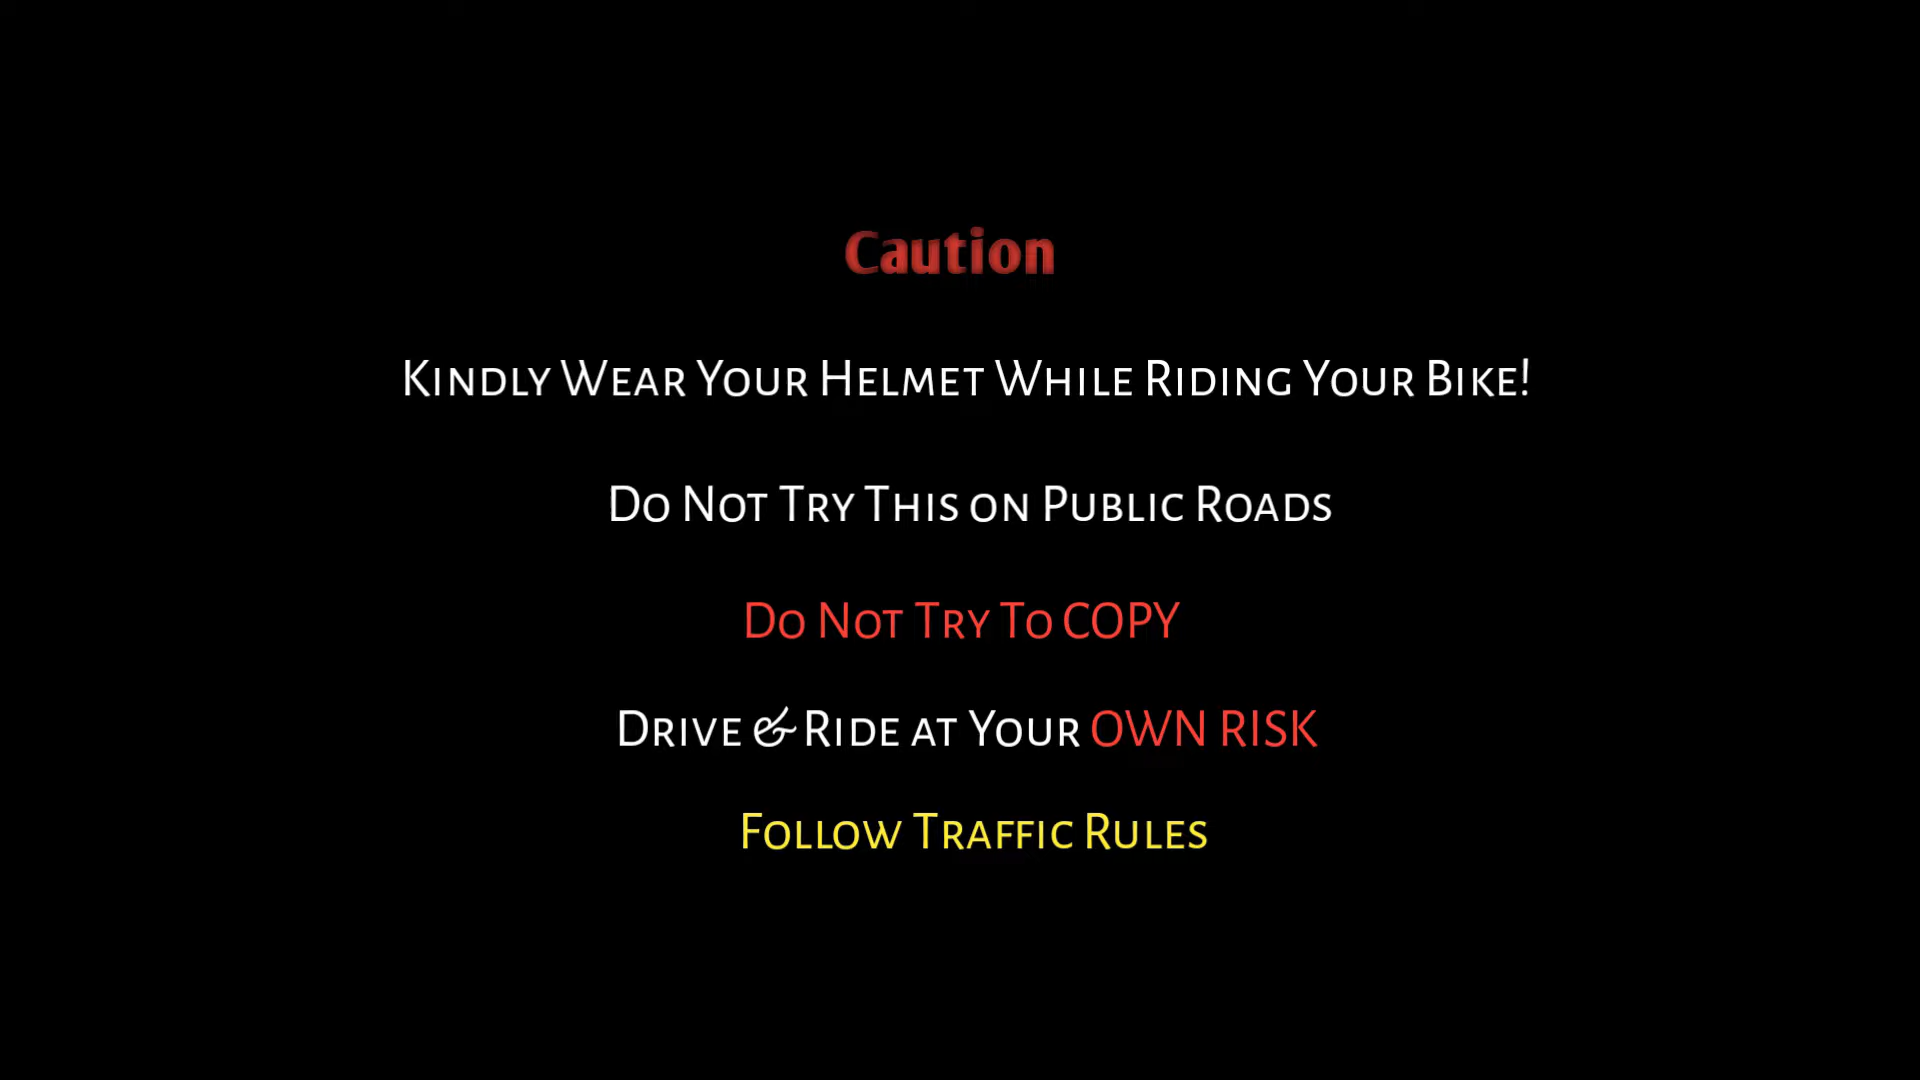 Caution
Kindly Wear Your Helmet While Riding Your Bike!
Do Not Try This on Public Roads
Do Not Try To COPY
Drive & Ride at Your OWN RISK
Follow Traffic Rules